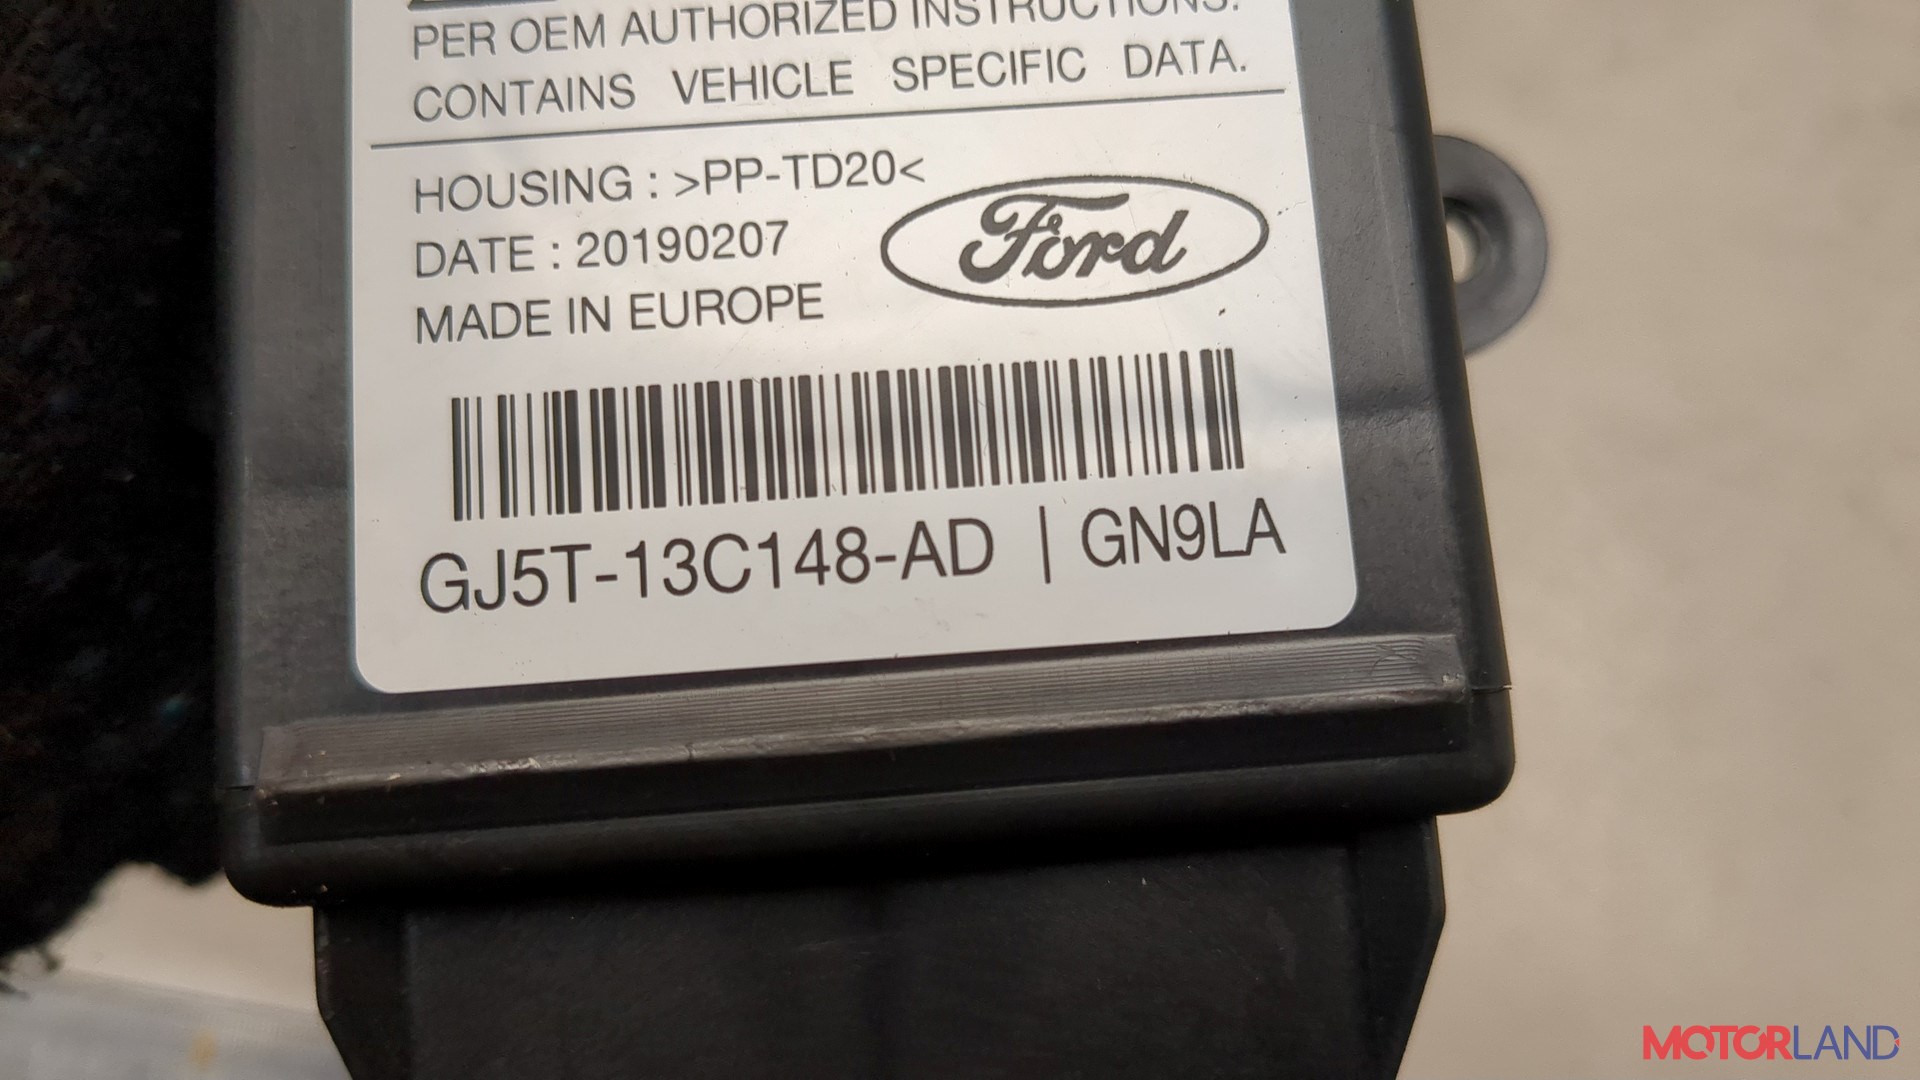 PER OEM AUTHORIZED INSTRUCTIONS.
CONTAINS VEHICLE SPECIFIC DATA.
HOUSING : >PP-TD20<
DATE : 20190207
MADE IN EUROPE
Ford
GJ5T-13C148-AD | GN9LA
MOTORLAND